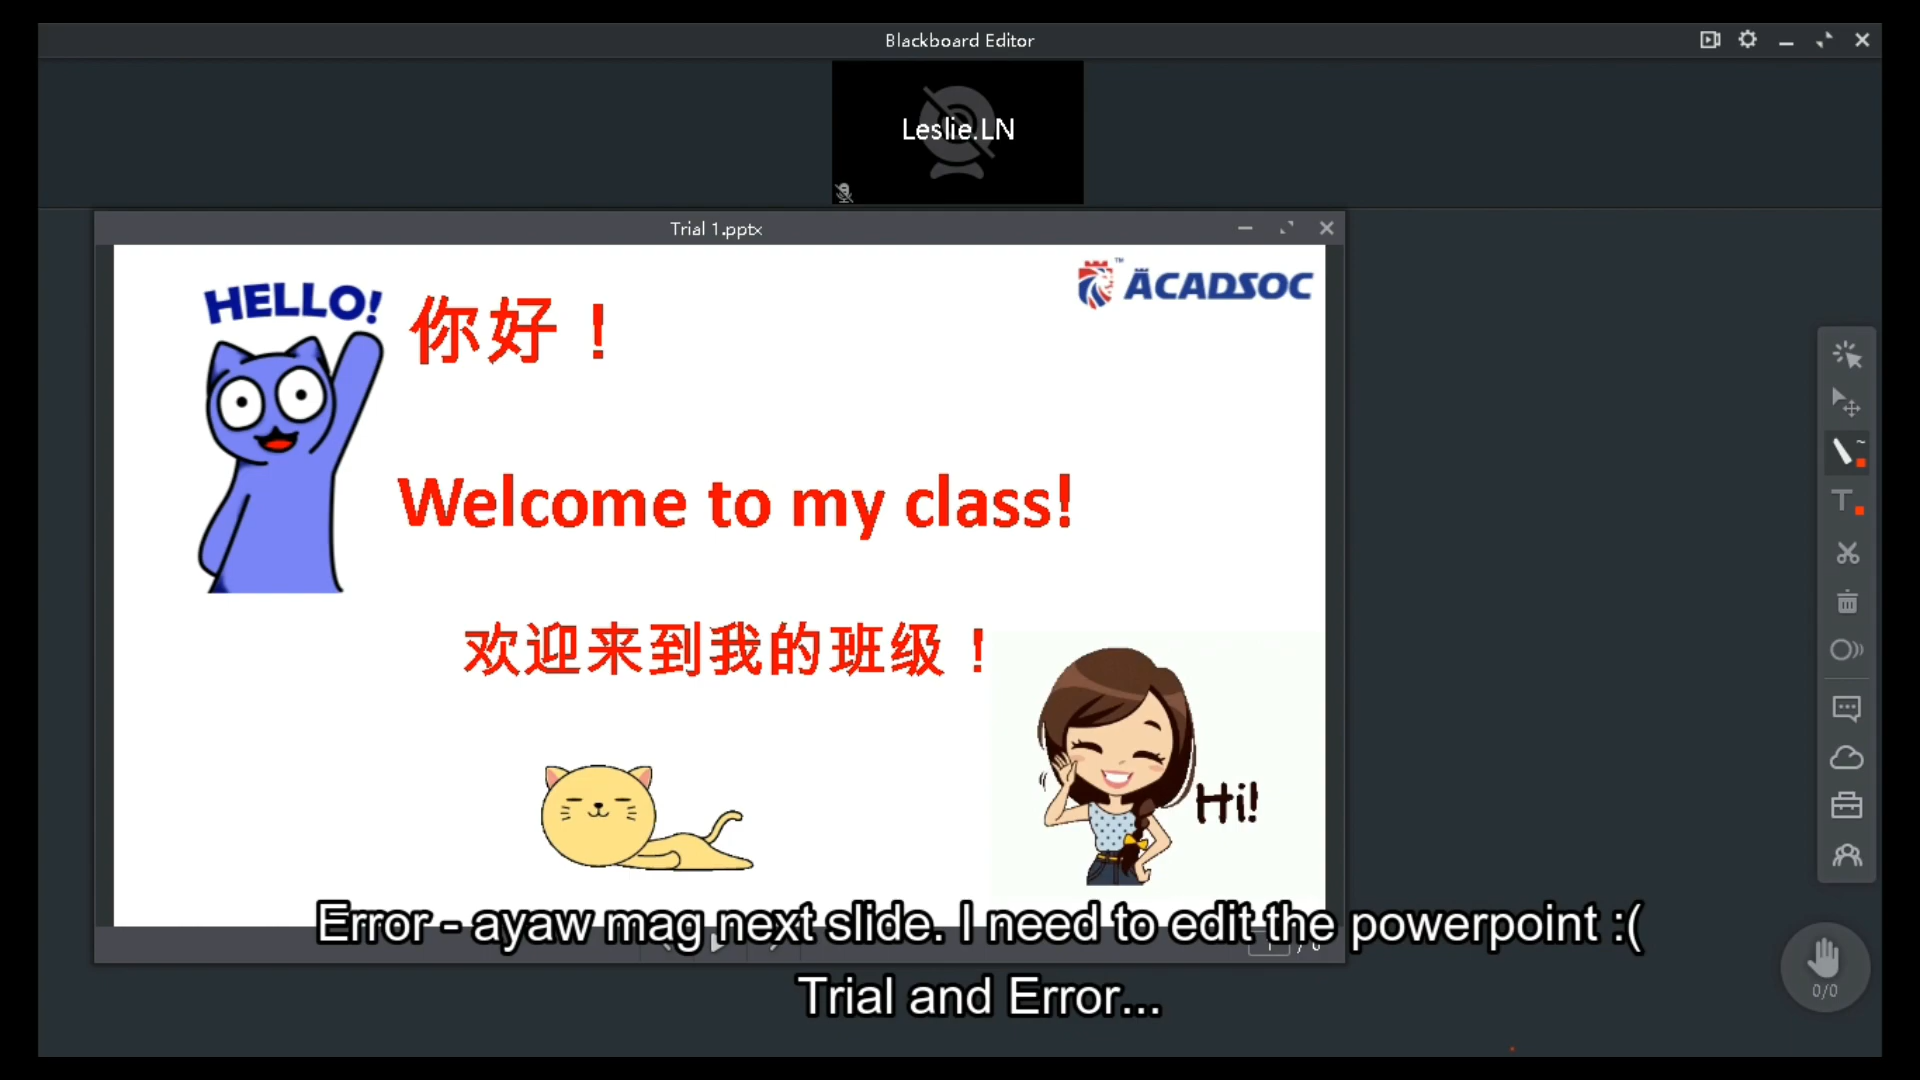 Blackboard Editor
Leslie.LN
Trial 1.pptx
HELLO!
你好！
ACADSOC
TM
Welcome to my class!
欢迎来到我的班级！
Hi!
Error - ayaw mag next slide. I need to edit the powerpoint :(
Trial and Error...
0/0